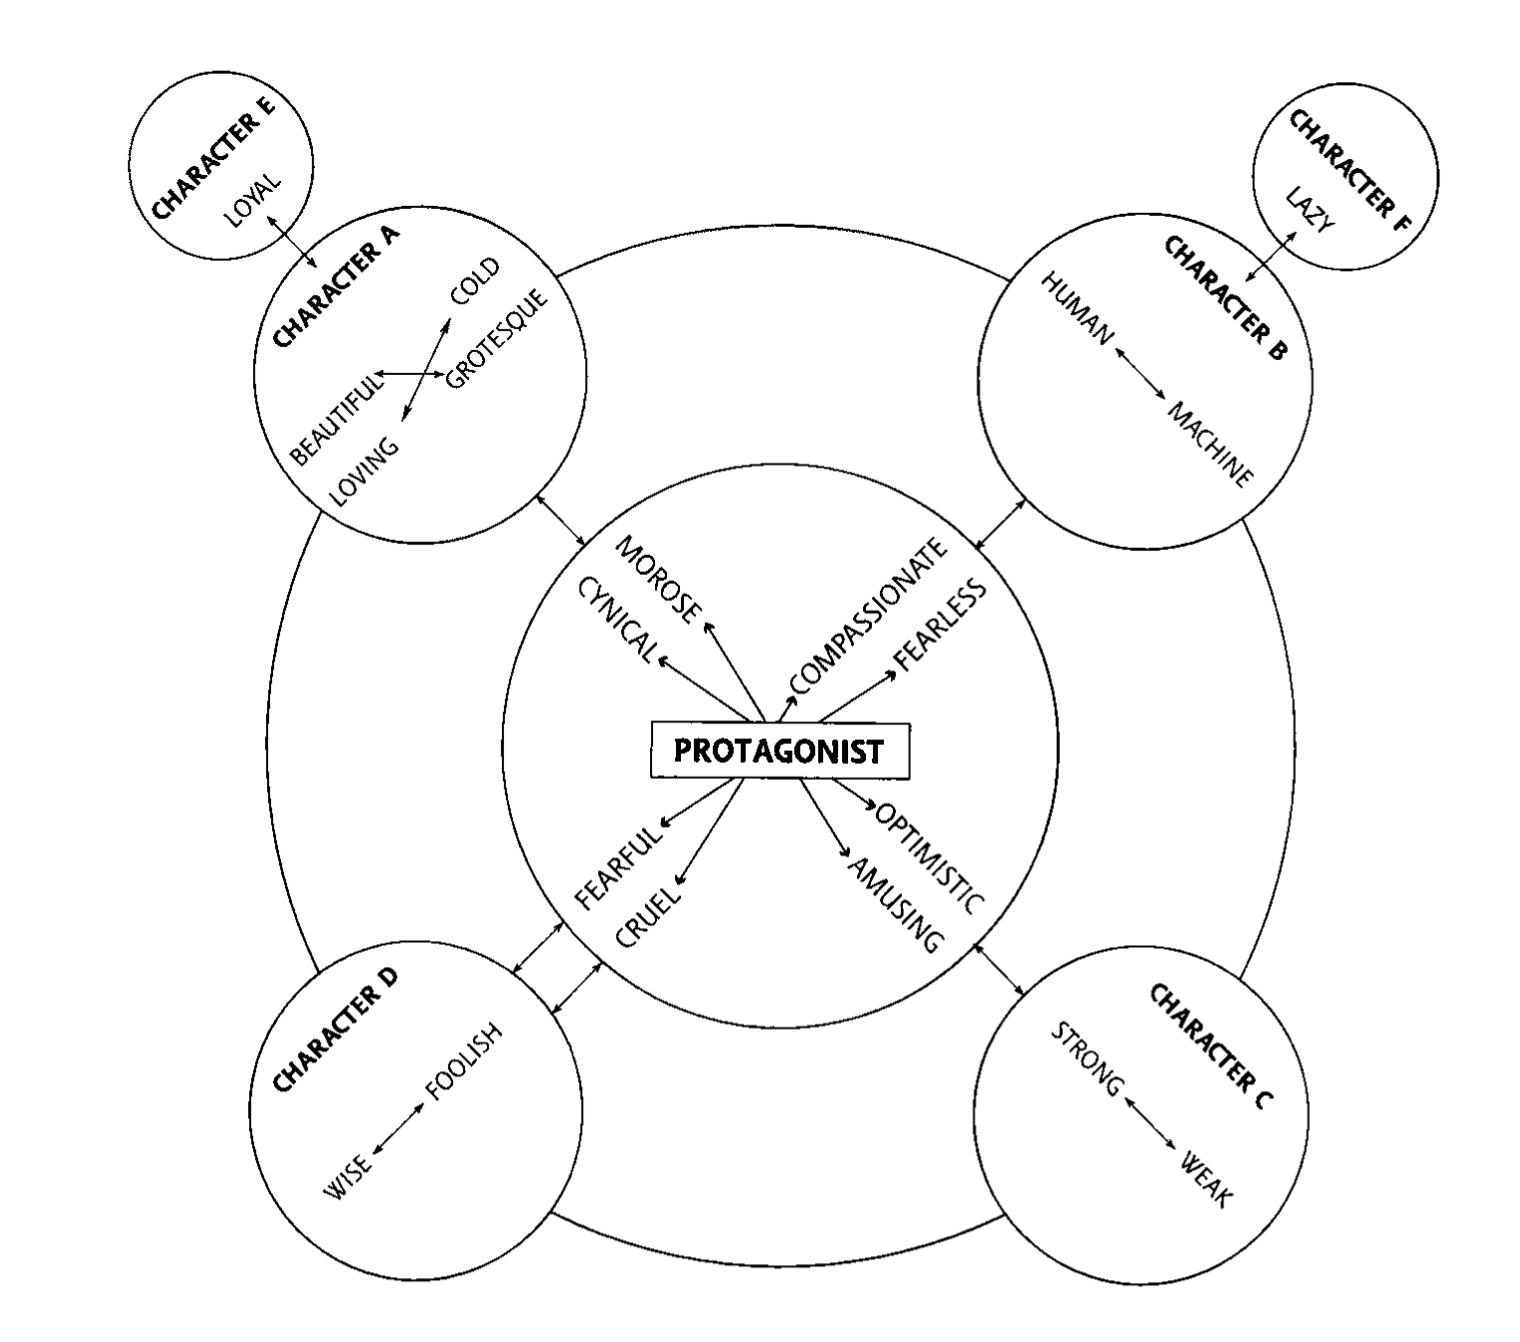 CHARACTER E
LOYAL
CHARACTER F
LAZY
CHARACTER A
COLD
GROTESQUE
BEAUTIFUL
LOVING
CHARACTER B
HUMAN
MACHINE
MOROSE
CYNICAL
COMPASSIONATE
FEARLESS
PROTAGONIST
FEARFUL
CRUEL
OPTIMISTIC
AMUSING
CHARACTER D
FOOLISH
WISE
CHARACTER C
STRONG
WEAK